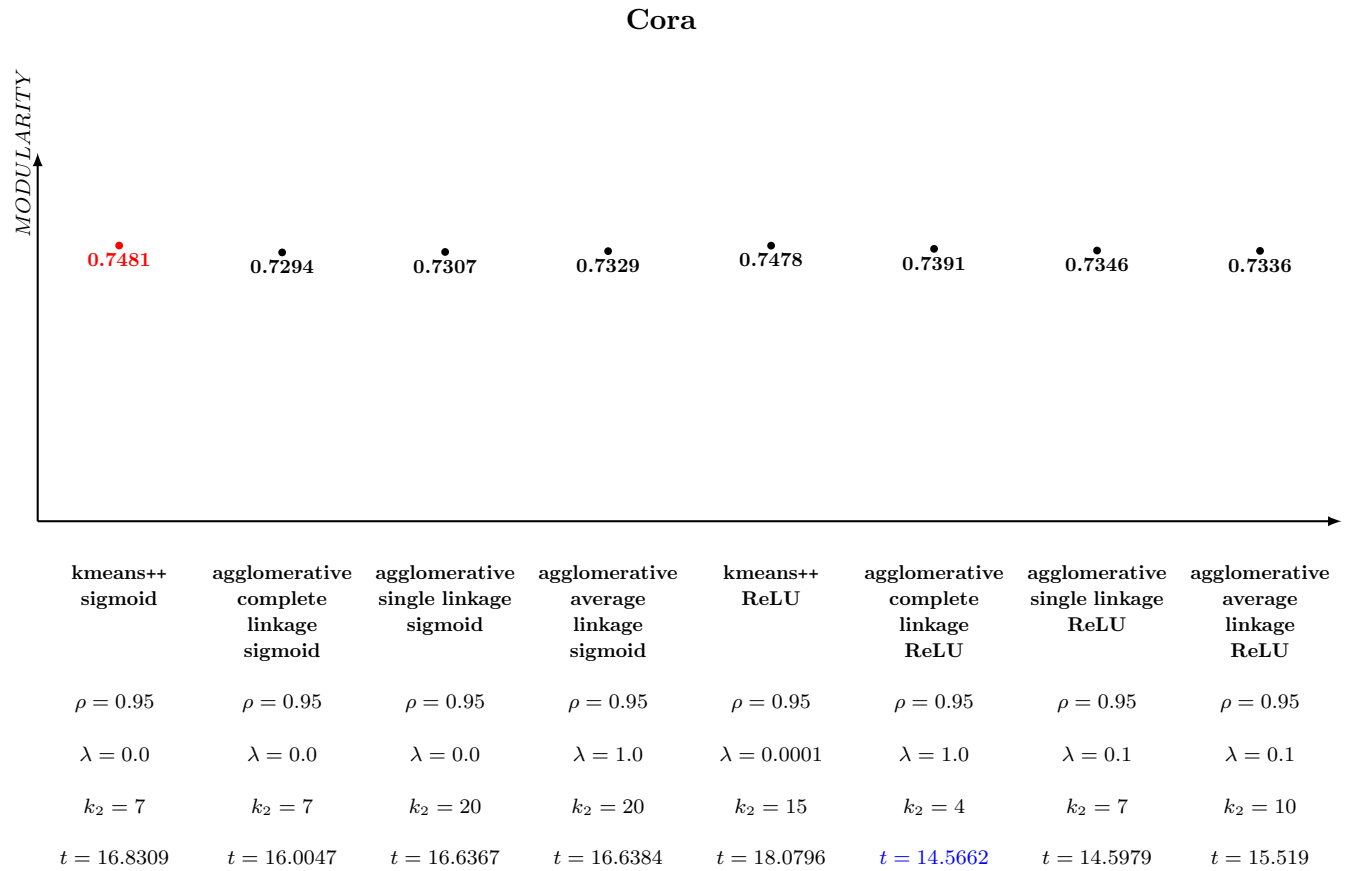 Cora
MODULARITY
0.7481 0.7294 0.7307 0.7329 0.7478 0.7391 0.7346 0.7336
kmeans++ agglomerative agglomerative agglomerative kmeans++ agglomerative agglomerative agglomerative
sigmoid complete single linkage average ReLU complete single linkage average
linkage sigmoid linkage linkage ReLU linkage
sigmoid sigmoid ReLU ReLU
ρ = 0.95 ρ = 0.95 ρ = 0.95 ρ = 0.95 ρ = 0.95 ρ = 0.95 ρ = 0.95 ρ = 0.95
λ = 0.0 λ = 0.0 λ = 0.0 λ = 1.0 λ = 0.0001 λ = 1.0 λ = 0.1 λ = 0.1
k₂ = 7 k₂ = 7 k₂ = 20 k₂ = 20 k₂ = 15 k₂ = 4 k₂ = 7 k₂ = 10
t = 16.8309 t = 16.0047 t = 16.6367 t = 16.6384 t = 18.0796 t = 14.5662 t = 14.5979 t = 15.519